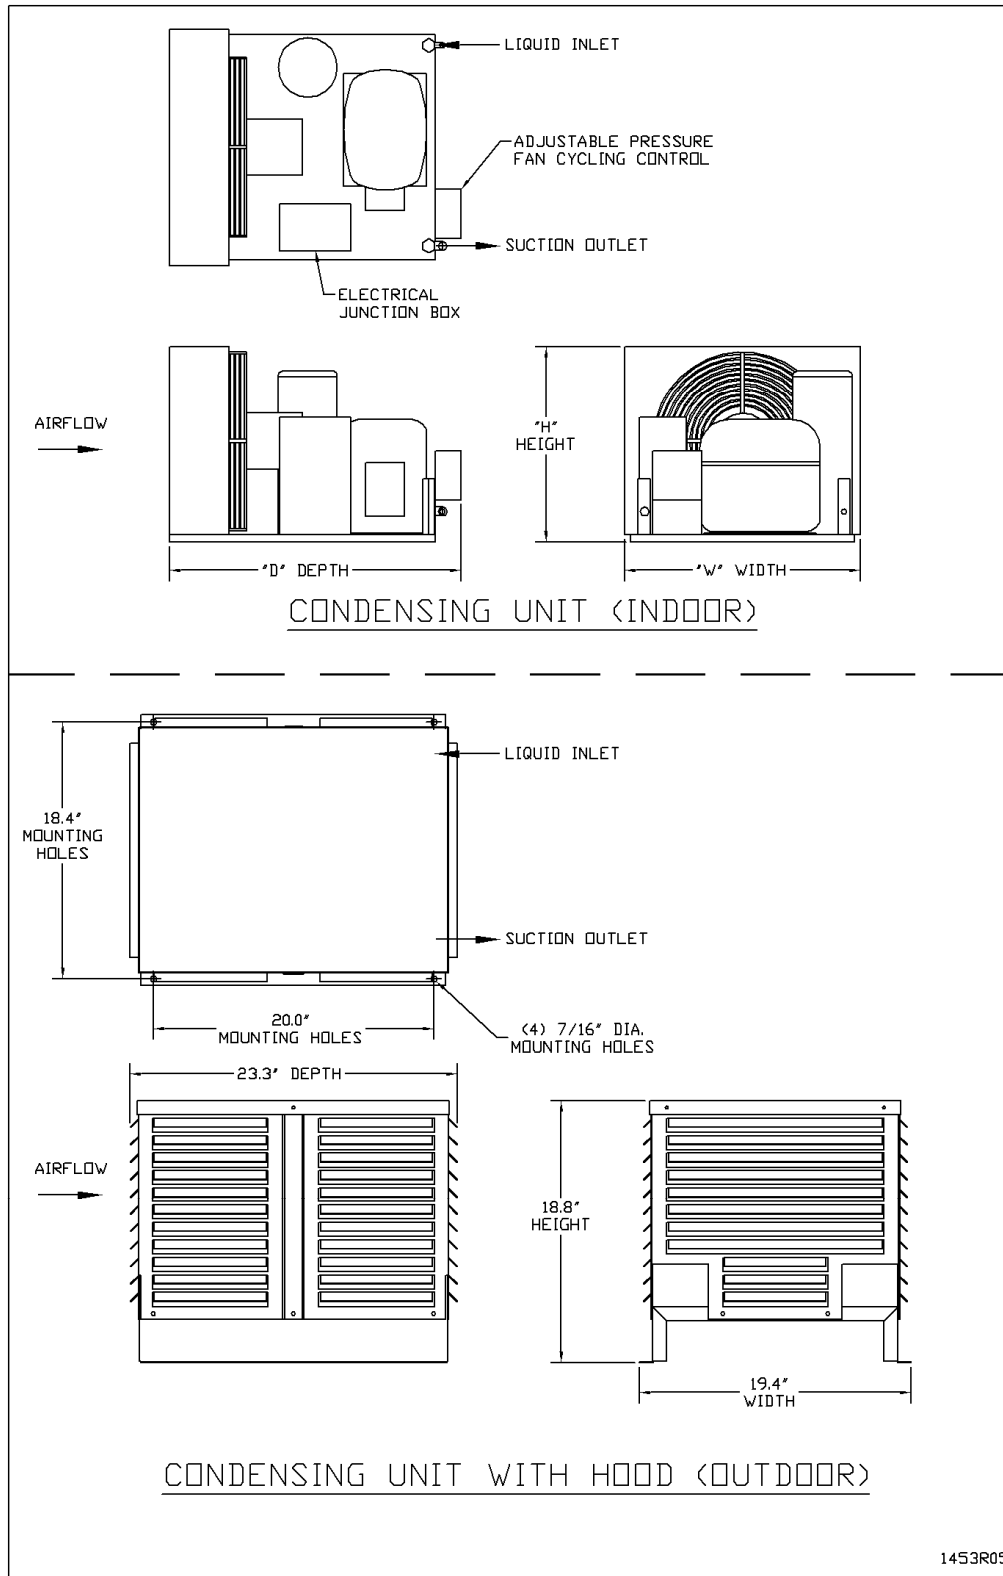 LIQUID INLET
ADJUSTABLE PRESSURE
FAN CYCLING CONTROL
SUCTION OUTLET
ELECTRICAL
JUNCTION BOX
AIRFLOW
"H"
HEIGHT
"D" DEPTH
"W" WIDTH
CONDENSING UNIT (INDOOR)
LIQUID INLET
18.4"
MOUNTING
HOLES
SUCTION OUTLET
20.0"
MOUNTING HOLES
(4) 7/16" DIA.
MOUNTING HOLES
23.3" DEPTH
AIRFLOW
18.8"
HEIGHT
19.4"
WIDTH
CONDENSING UNIT WITH HOOD (OUTDOOR)
1453R05